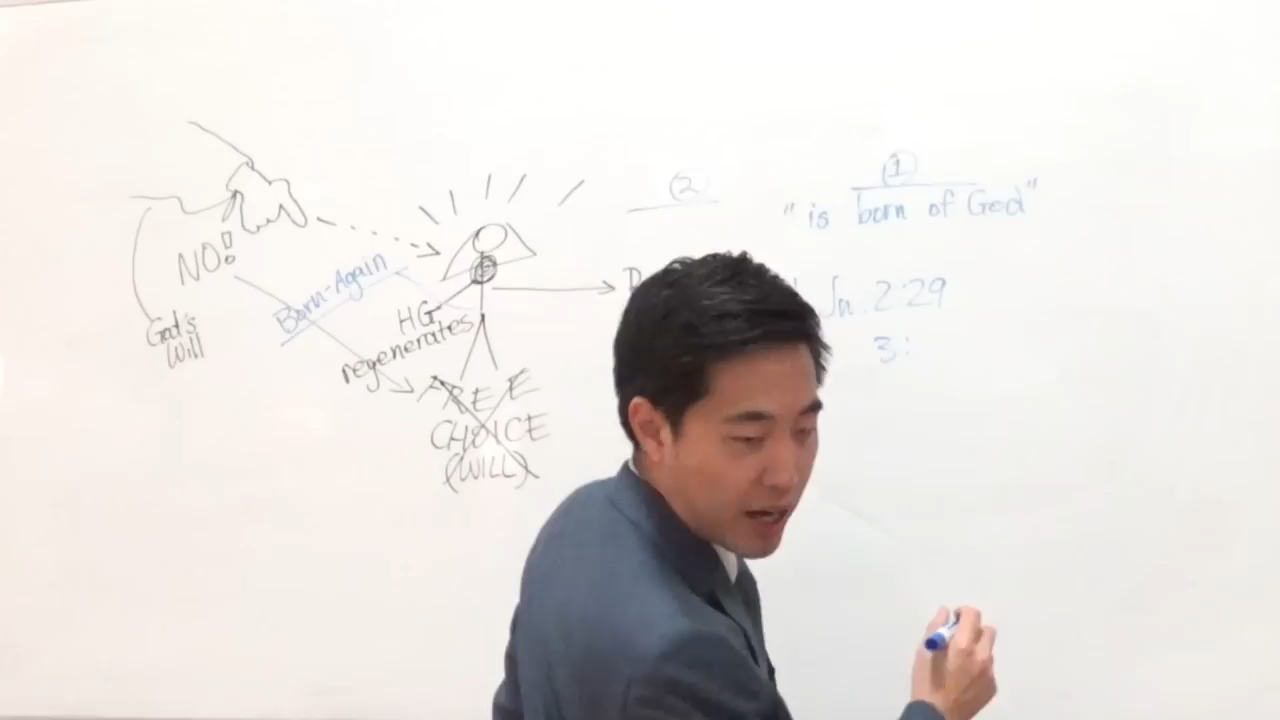 NO!
God's
Will
Born-Again
HG
regenerates
FREE
CHOICE
(WILL)
(2)
(1)
"is born of God"
Jn. 2:29
3: